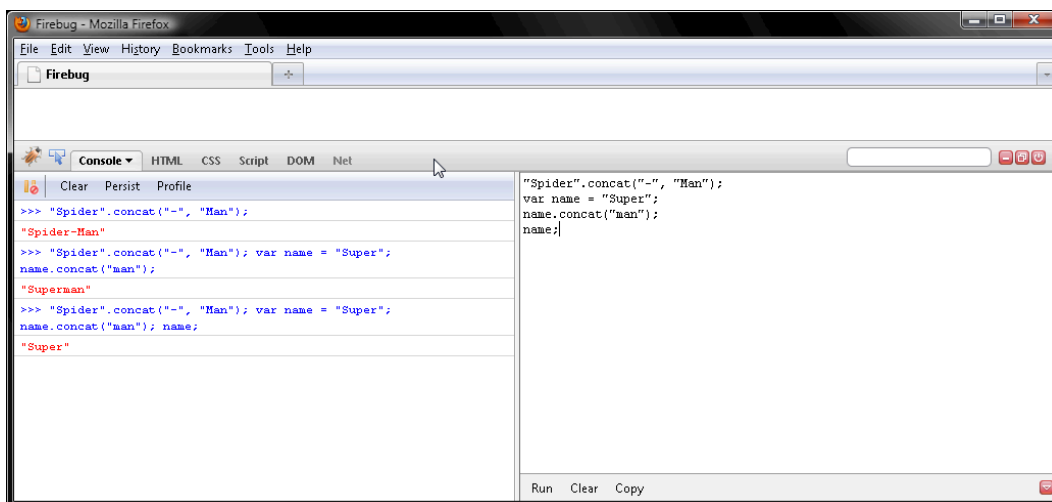 Firebug - Mozilla Firefox
File Edit View History Bookmarks Tools Help
Firebug
Console HTML CSS Script DOM Net
Clear Persist Profile
>>> "Spider".concat("-", "Man");
"Spider-Man"
>>> "Spider".concat("-", "Man"); var name = "Super";
name.concat("man");
"Superman"
>>> "Spider".concat("-", "Man"); var name = "Super";
name.concat("man"); name;
"Super"
"Spider".concat("-", "Man");
var name = "Super";
name.concat("man");
name;
Run Clear Copy